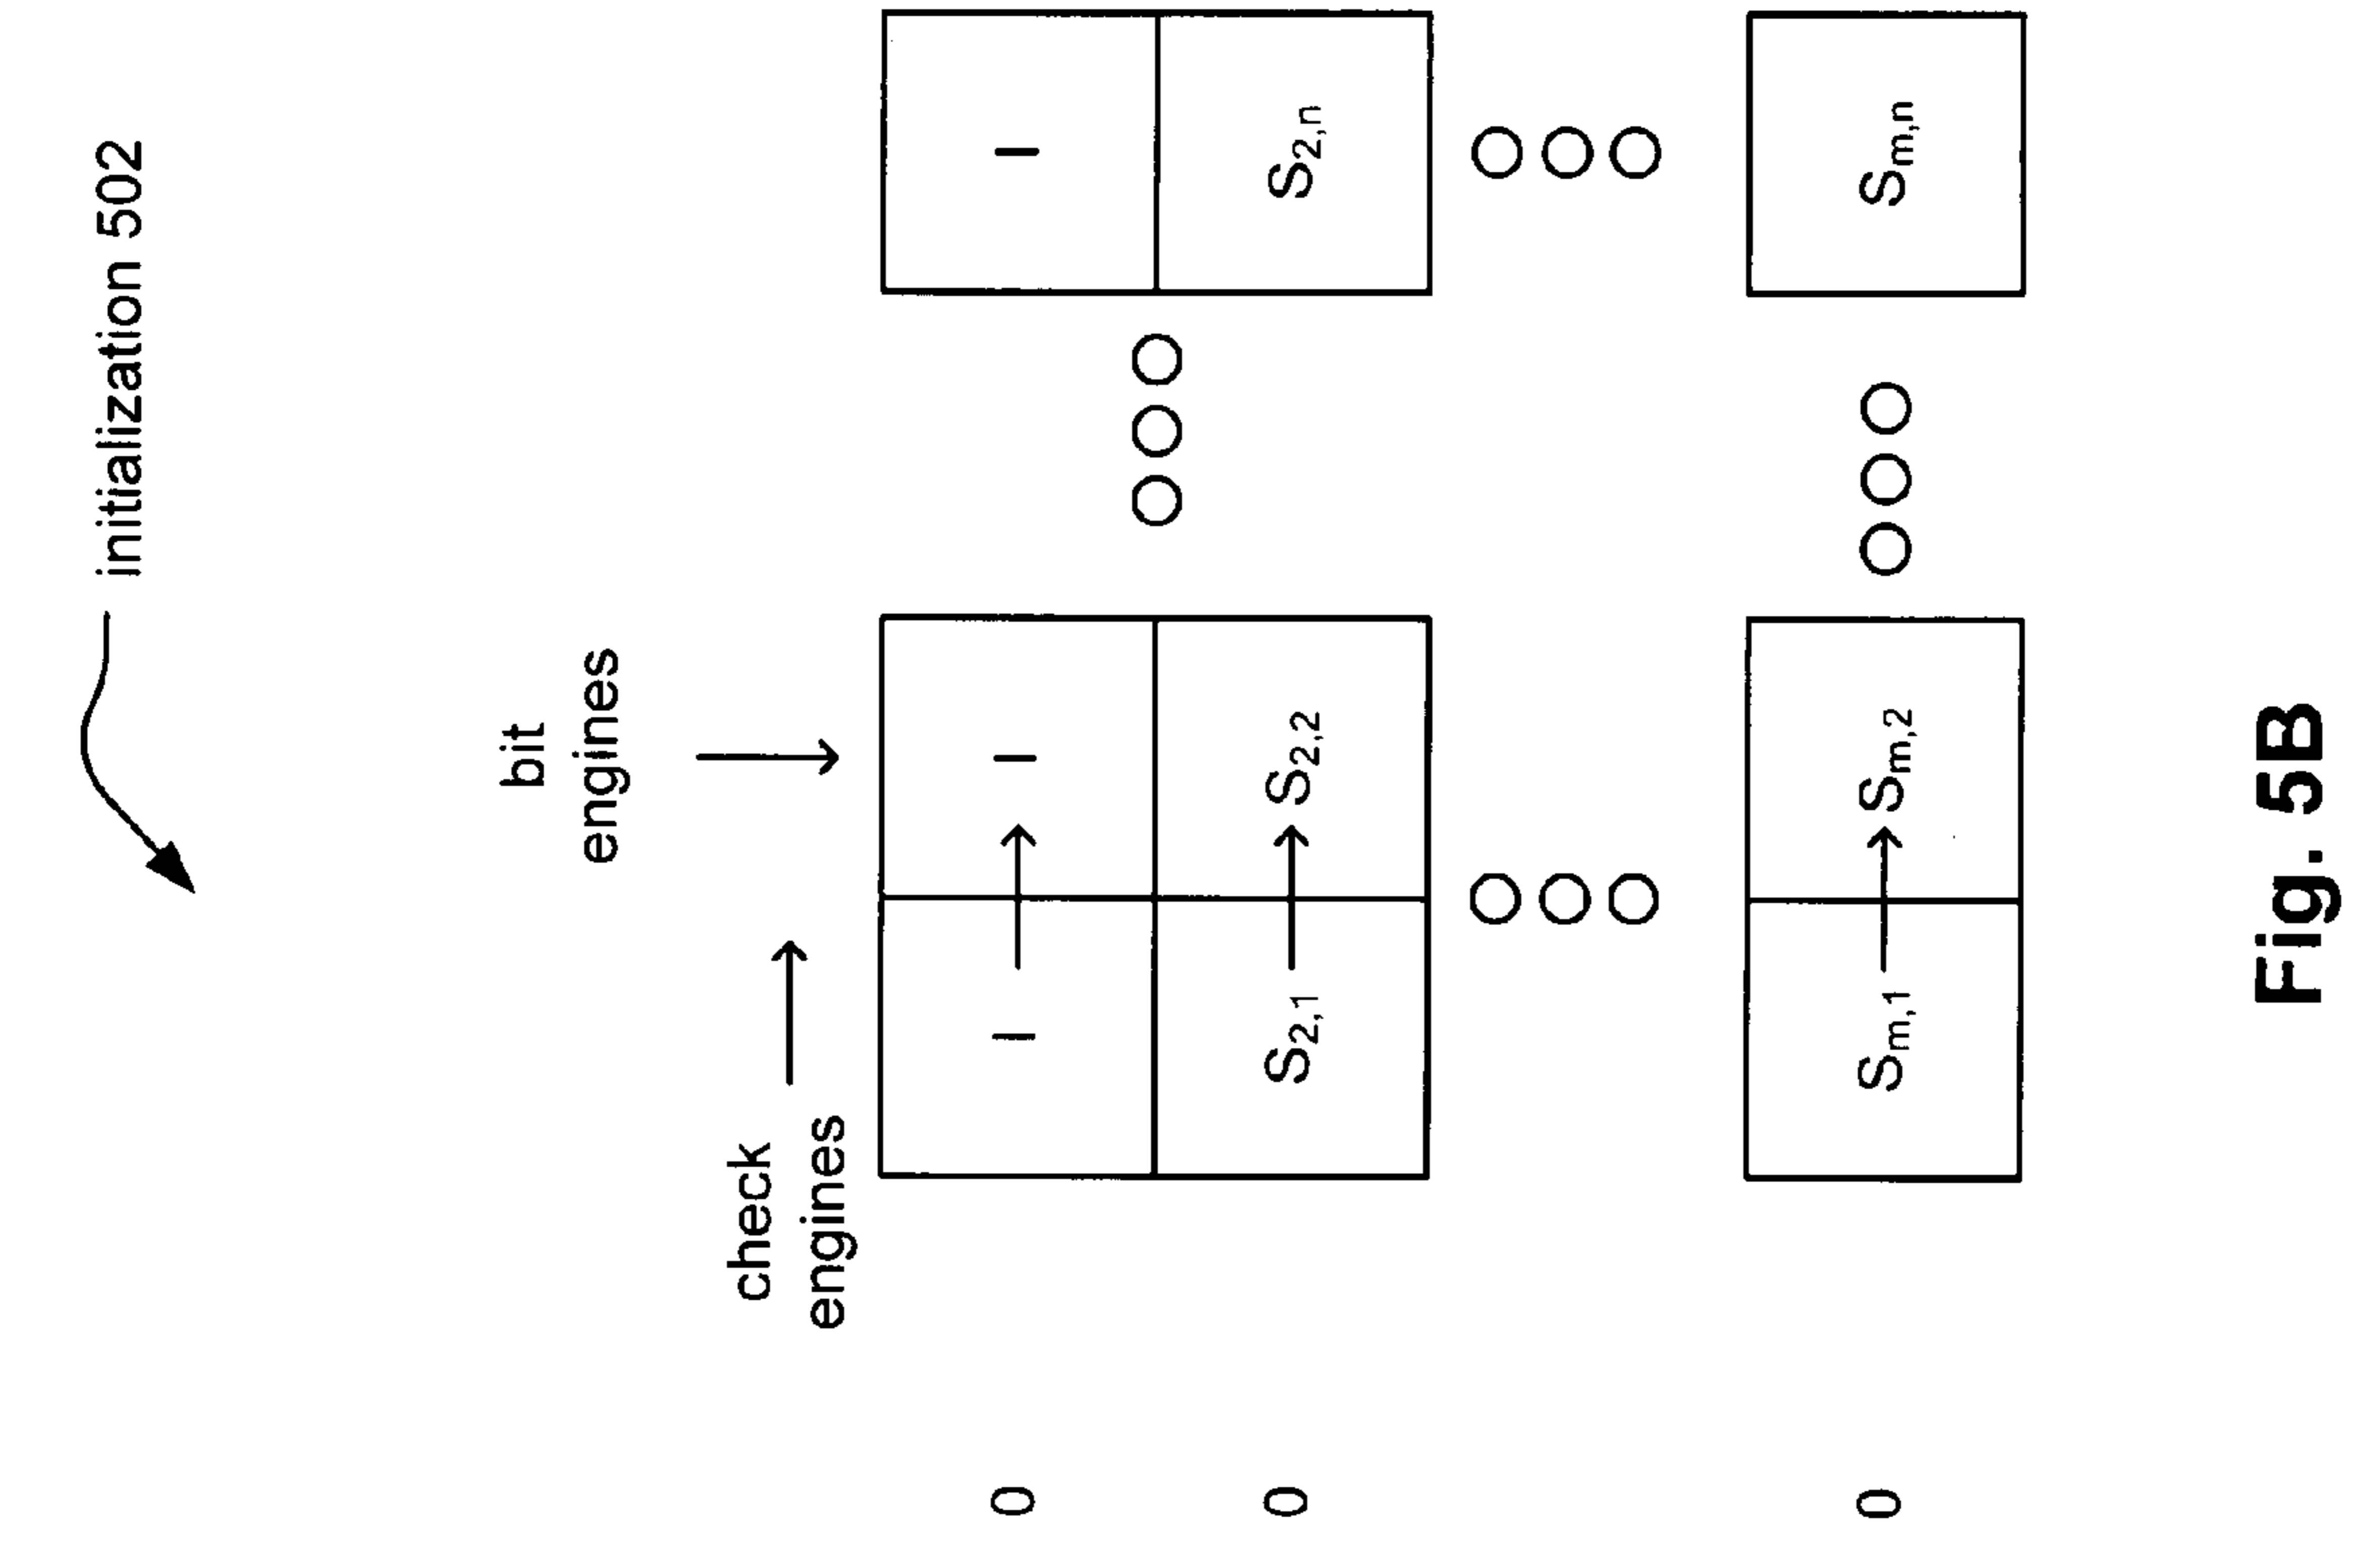 initialization 502
bit
engines
check
engines
0 I I I
0 S2,1 S2,2 S2,n
0 Sm,1 Sm,2 Sm,n
Fig. 5B